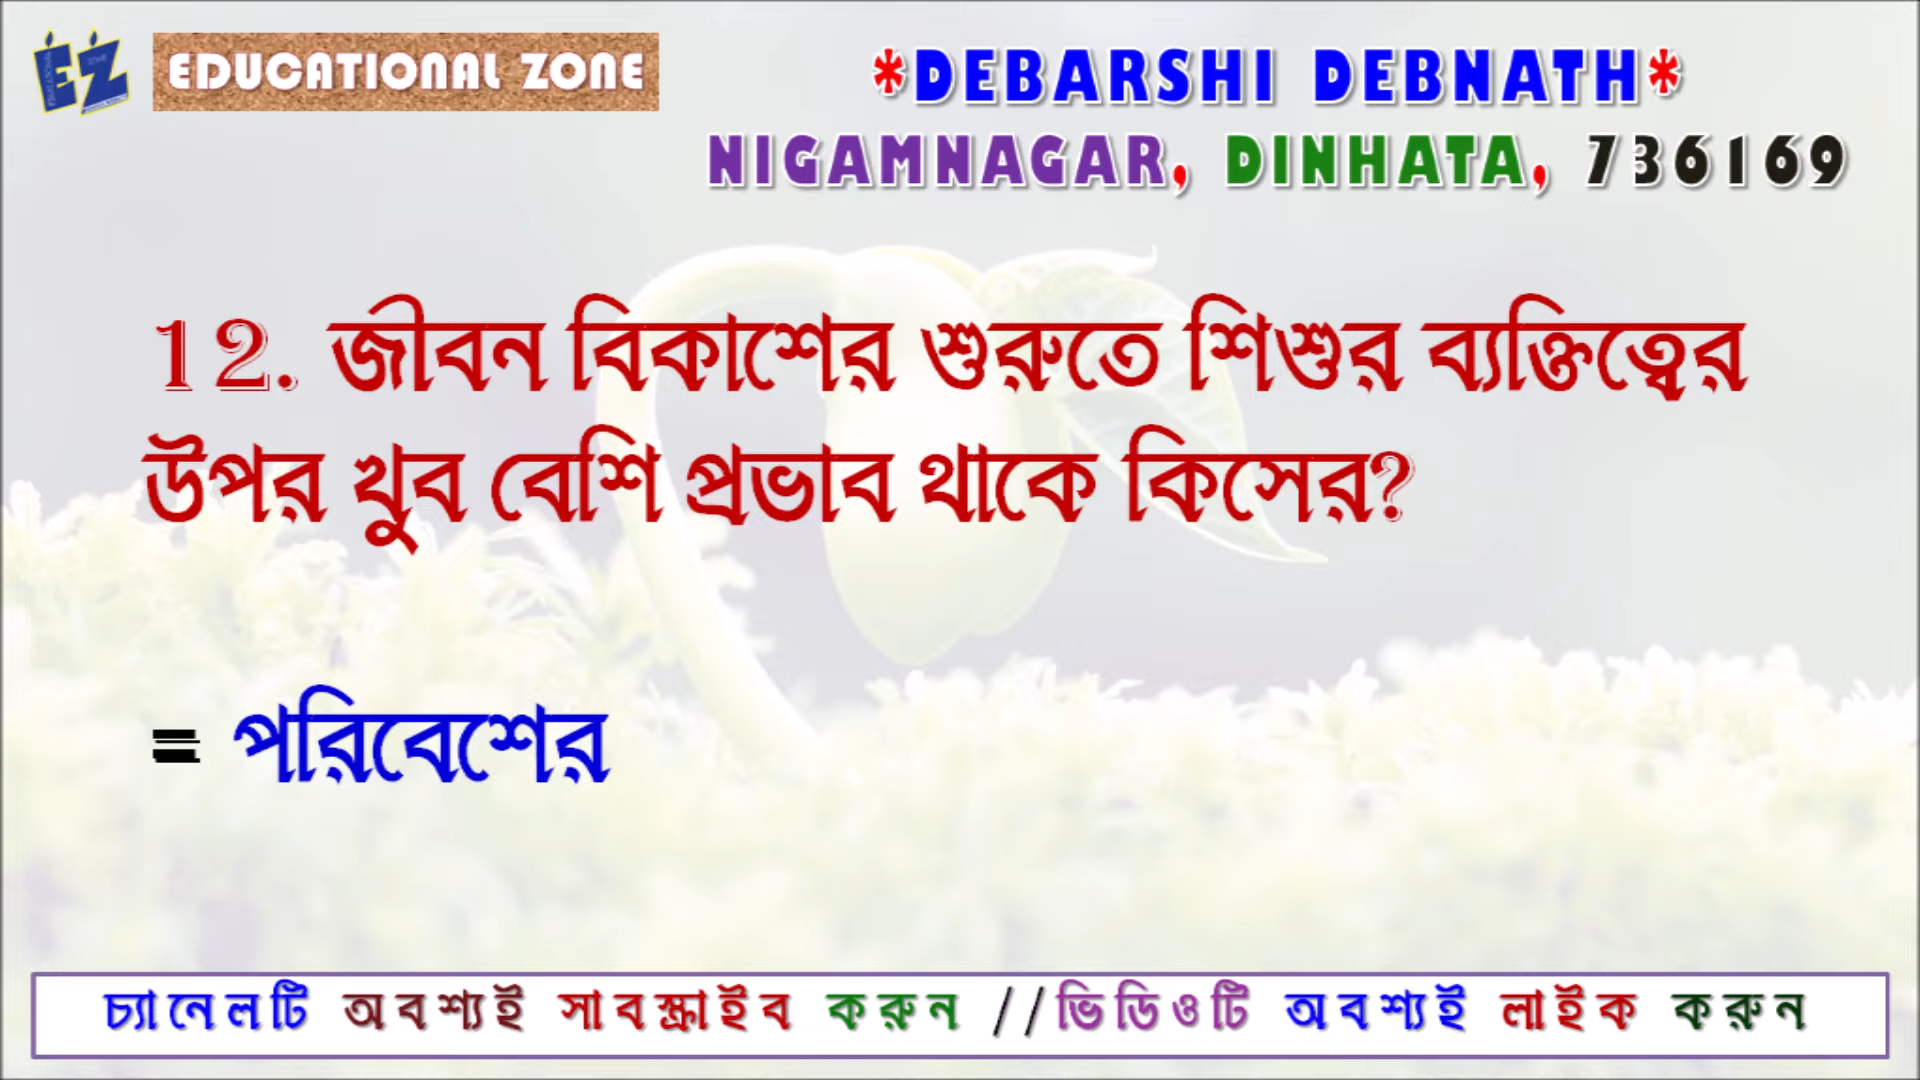 EZ EDUCATIONAL ZONE
*DEBARSHI DEBNATH*
NIGAMNAGAR, DINHATA, 736169
12. জীবন বিকাশের শুরুতে শিশুর ব্যক্তিত্বের
উপর খুব বেশি প্রভাব থাকে কিসের?
= পরিবেশের
চ্যানেলটি অবশ্যই সাবস্ক্রাইব করুন //ভিডিওটি অবশ্যই লাইক করুন